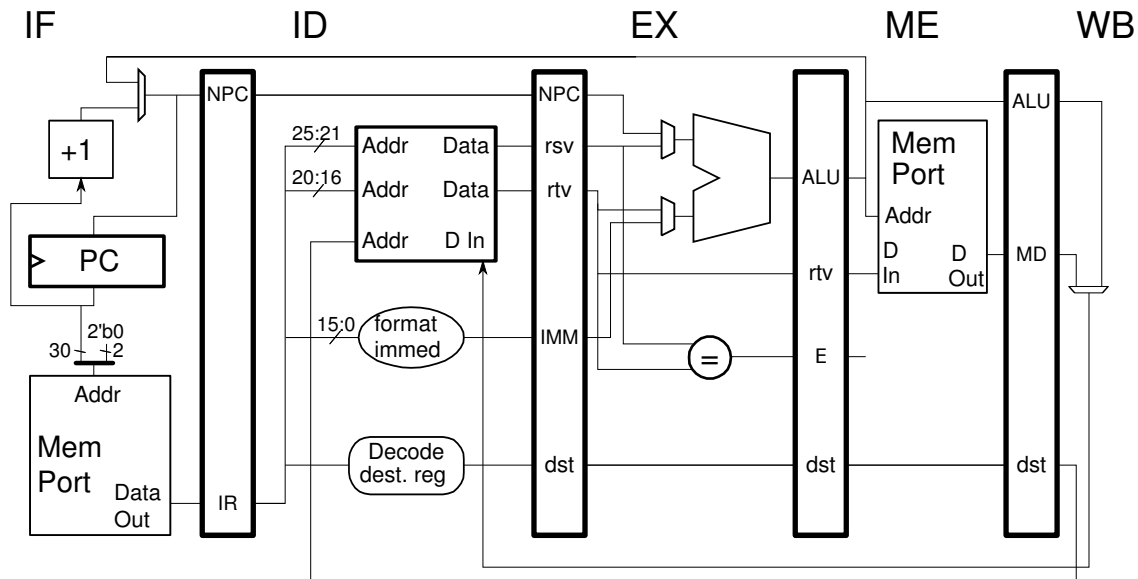 IF ID EX ME WB
NPC
+1
PC
2'b0
30 2
Addr
Mem
Port
Data
Out
IR
25:21
20:16
15:0
Addr Data
Addr Data
Addr D In
format
immed
Decode
dest. reg
NPC
rsv
rtv
IMM
dst
=
ALU
rtv
E
dst
Mem
Port
Addr
D
In
D
Out
ALU
MD
dst